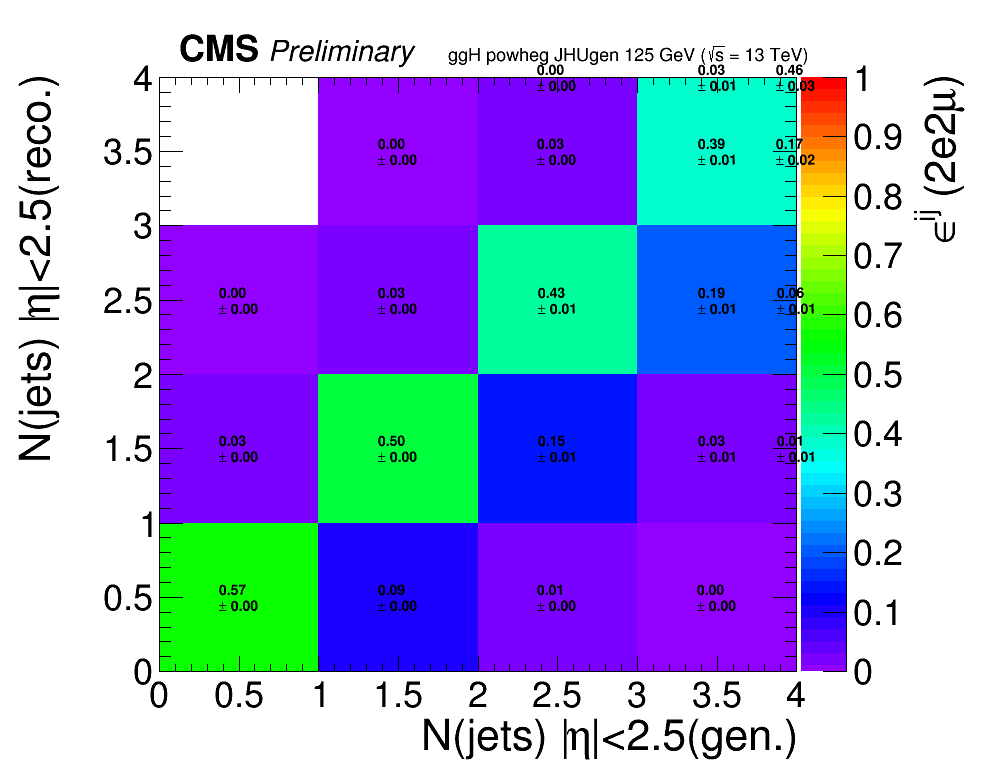 CMS Preliminary ggH powheg JHUgen 125 GeV (√s = 13 TeV)
0.00 0.03 0.46
± 0.00 ± 0.01 ± 0.03
0.00 0.03 0.39 0.17
± 0.00 ± 0.00 ± 0.01 ± 0.02
0.00 0.03 0.43 0.19 0.06
± 0.00 ± 0.00 ± 0.01 ± 0.01 ± 0.01
0.03 0.50 0.15 0.03 0.01
± 0.00 ± 0.00 ± 0.01 ± 0.01 ± 0.01
0.57 0.09 0.01 0.00
± 0.00 ± 0.00 ± 0.00 ± 0.00
N(jets) |η|<2.5(reco.)
4
3.5
3
2.5
2
1.5
1
0.5
0
0 0.5 1 1.5 2 2.5 3 3.5 4
N(jets) |η|<2.5(gen.)
1
0.9
0.8
0.7
0.6
0.5
0.4
0.3
0.2
0.1
0
ϵ^ij (2e2μ)